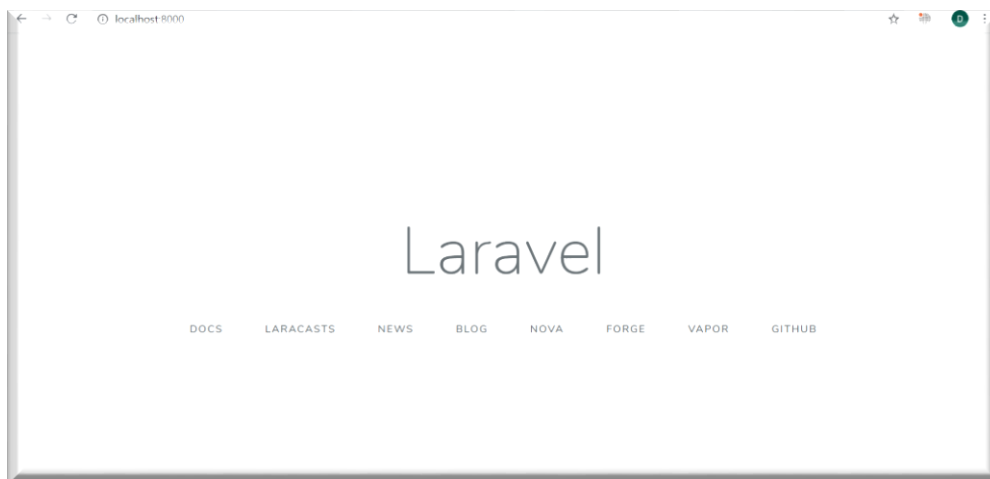 localhost:8000
D
Laravel
DOCS LARACASTS NEWS BLOG NOVA FORGE VAPOR GITHUB